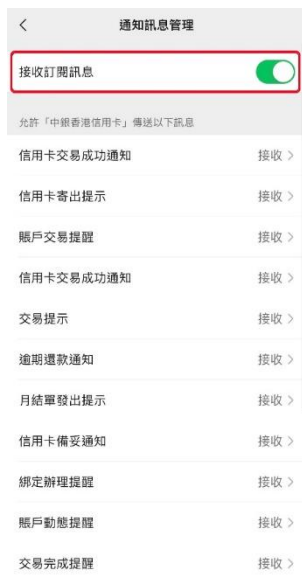 通知訊息管理
接收訂閱訊息
允許「中銀香港信用卡」傳送以下訊息
信用卡交易成功通知 接收
信用卡寄出提示 接收
賬戶交易提醒 接收
信用卡交易成功通知 接收
交易提示 接收
逾期還款通知 接收
月結單發出提示 接收
信用卡備妥通知 接收
綁定辦理提醒 接收
賬戶動態提醒 接收
交易完成提醒 接收